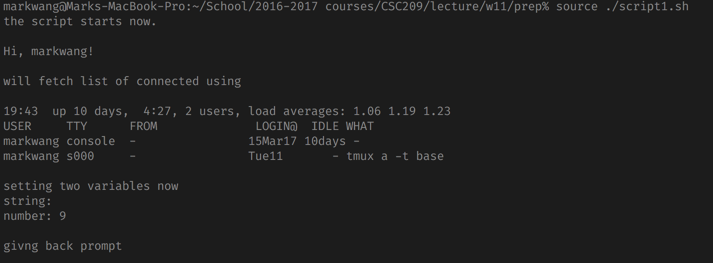 markwang@Marks-MacBook-Pro:~/School/2016-2017 courses/CSC209/lecture/w11/prep% source ./script1.sh
the script starts now.
Hi, markwang!
will fetch list of connected using
19:43  up 10 days,  4:27, 2 users, load averages: 1.06 1.19 1.23
USER     TTY      FROM              LOGIN@  IDLE WHAT
markwang console  -                15Mar17 10days -
markwang s000     -                Tue11       - tmux a -t base
setting two variables now
string:
number: 9
givng back prompt